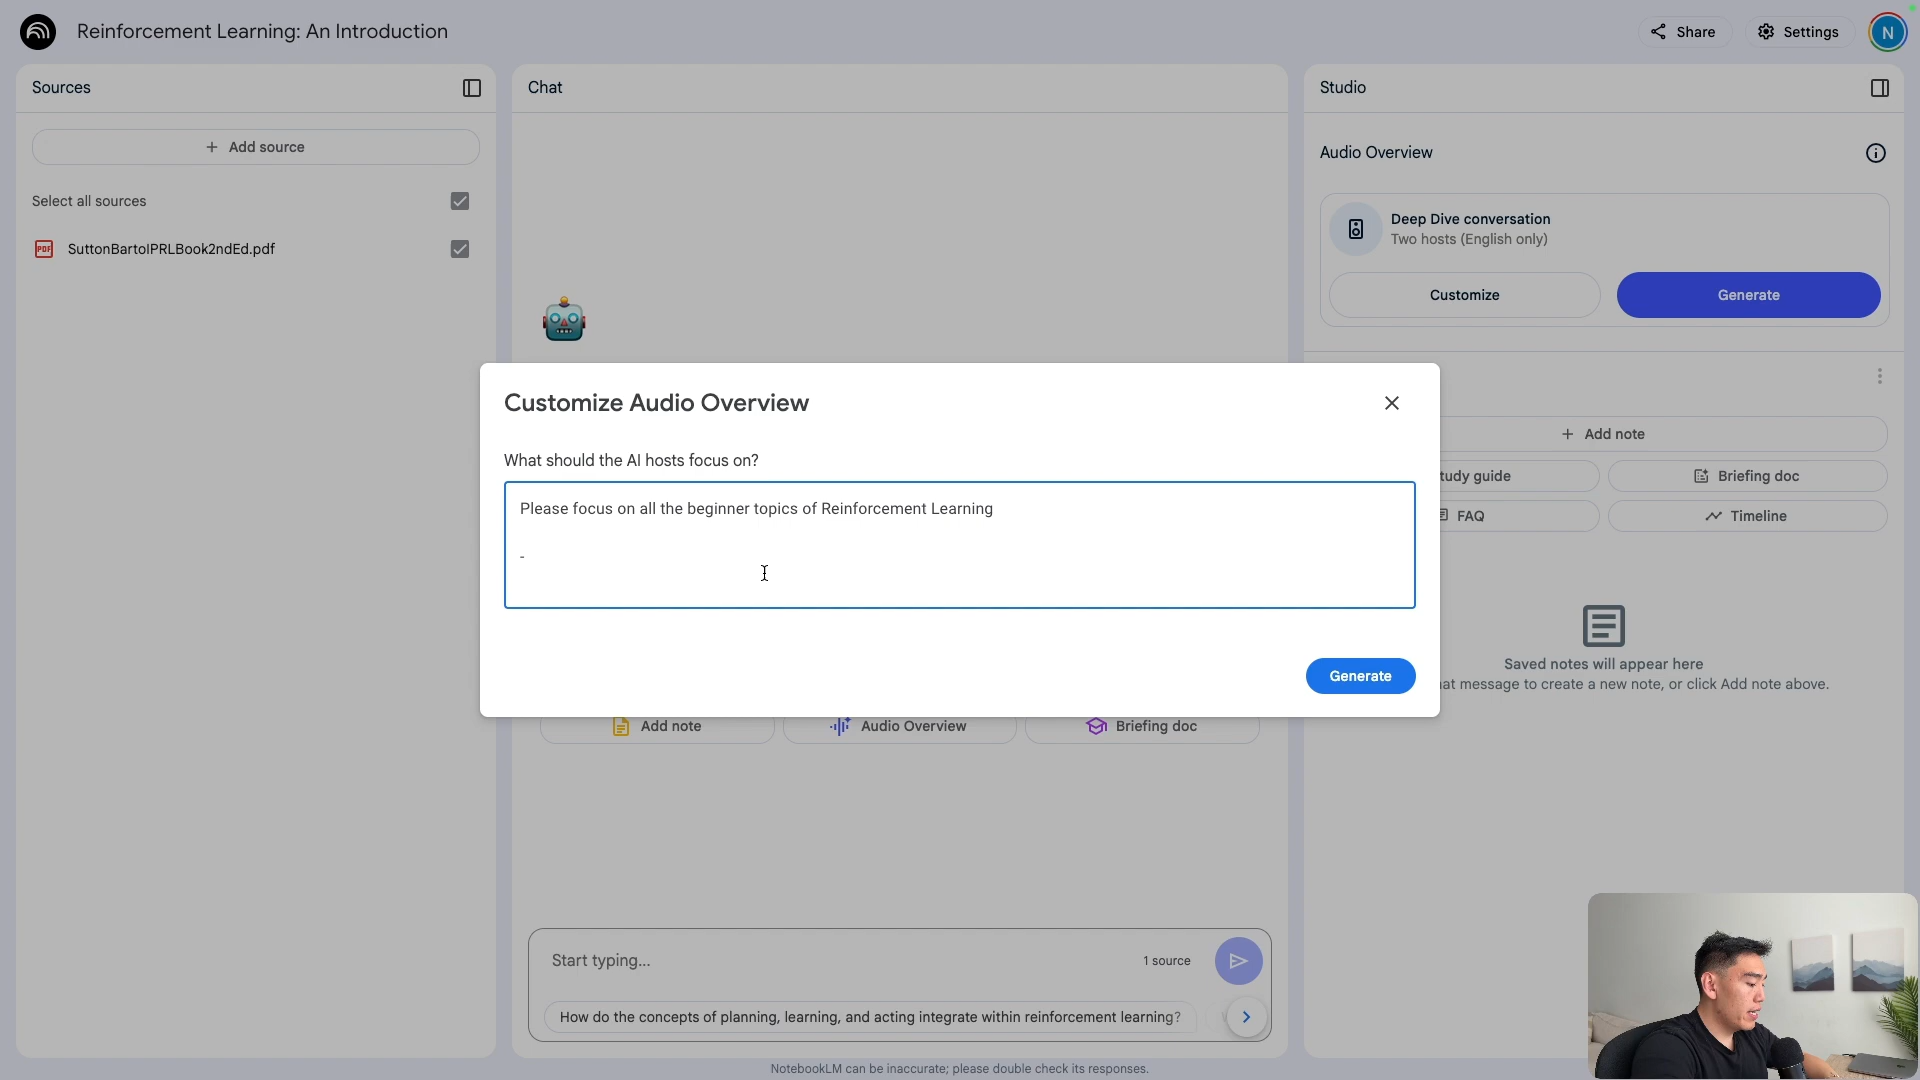 Reinforcement Learning: An Introduction
Share
Settings
N
Sources
Add source
Select all sources
PDF SuttonBartoIPRLBook2ndEd.pdf
Chat
Studio
Audio Overview
Deep Dive conversation
Two hosts (English only)
Customize
Generate
Customize Audio Overview
What should the AI hosts focus on?
Please focus on all the beginner topics of Reinforcement Learning
-
Generate
Add note
tudy guide
Briefing doc
FAQ
Timeline
Saved notes will appear here
at message to create a new note, or click Add note above.
Add note
Audio Overview
Briefing doc
Start typing...
1 source
How do the concepts of planning, learning, and acting integrate within reinforcement learning?
NotebookLM can be inaccurate; please double check its responses.